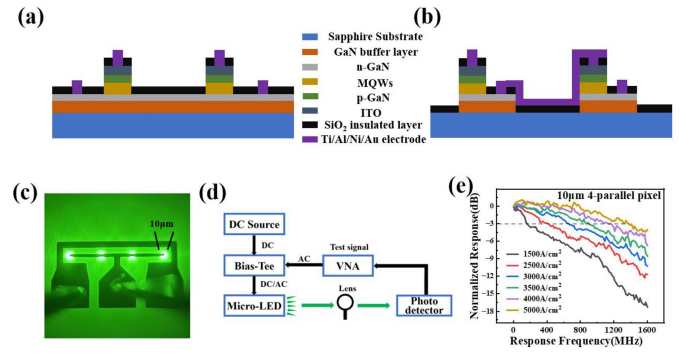 (a)
Sapphire Substrate
GaN buffer layer
n-GaN
MQWs
p-GaN
ITO
SiO₂ insulated layer
Ti/Al/Ni/Au electrode
(b)
(c)
10μm
(d)
DC Source
DC
Bias-Tee
AC
Test signal
VNA
DC/AC
Micro-LED
Lens
Photo
detector
(e)
10μm 4-parallel pixel
Normalized Response(dB)
3
0
-3
-6
-9
-12
-15
-18
1500A/cm²
2500A/cm²
3000A/cm²
3500A/cm²
4000A/cm²
5000A/cm²
0 400 800 1200 1600
Response Frequency(MHz)